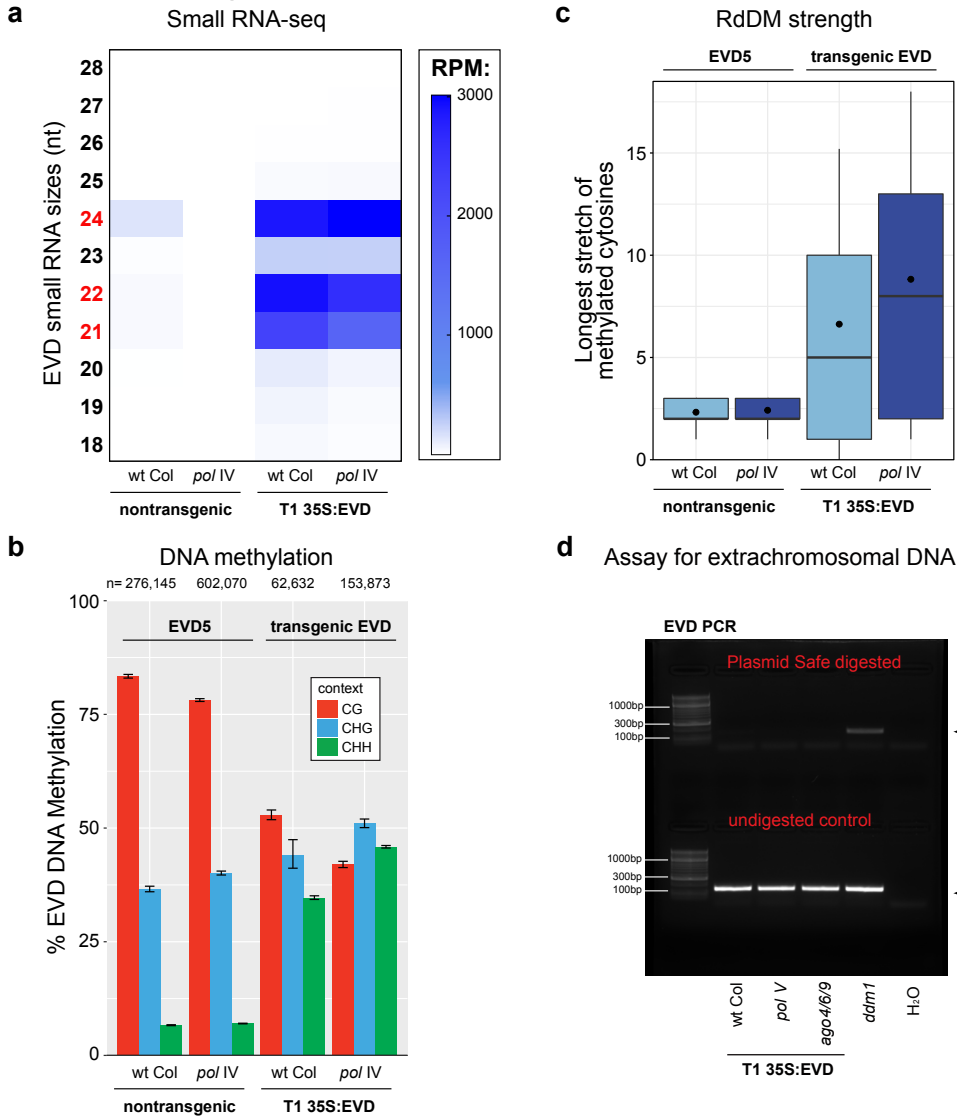 a
Small RNA-seq
EVD small RNA sizes (nt)
28
27
26
25
24
23
22
21
20
19
18
wt Col
pol IV
wt Col
pol IV
nontransgenic
T1 35S:EVD
RPM:
3000
2000
1000
0
b
DNA methylation
n= 276,145
602,070
62,632
153,873
% EVD DNA Methylation
100
75
50
25
0
EVD5
transgenic EVD
context
CG
CHG
CHH
wt Col
pol IV
wt Col
pol IV
nontransgenic
T1 35S:EVD
c
RdDM strength
EVD5
transgenic EVD
Longest stretch of
methylated cytosines
15
10
5
0
wt Col
pol IV
wt Col
pol IV
nontransgenic
T1 35S:EVD
d
Assay for extrachromosomal DNA
EVD PCR
Plasmid Safe digested
1000bp
300bp
100bp
undigested control
1000bp
300bp
100bp
wt Col
pol V
ago4/6/9
ddm1
H₂O
T1 35S:EVD